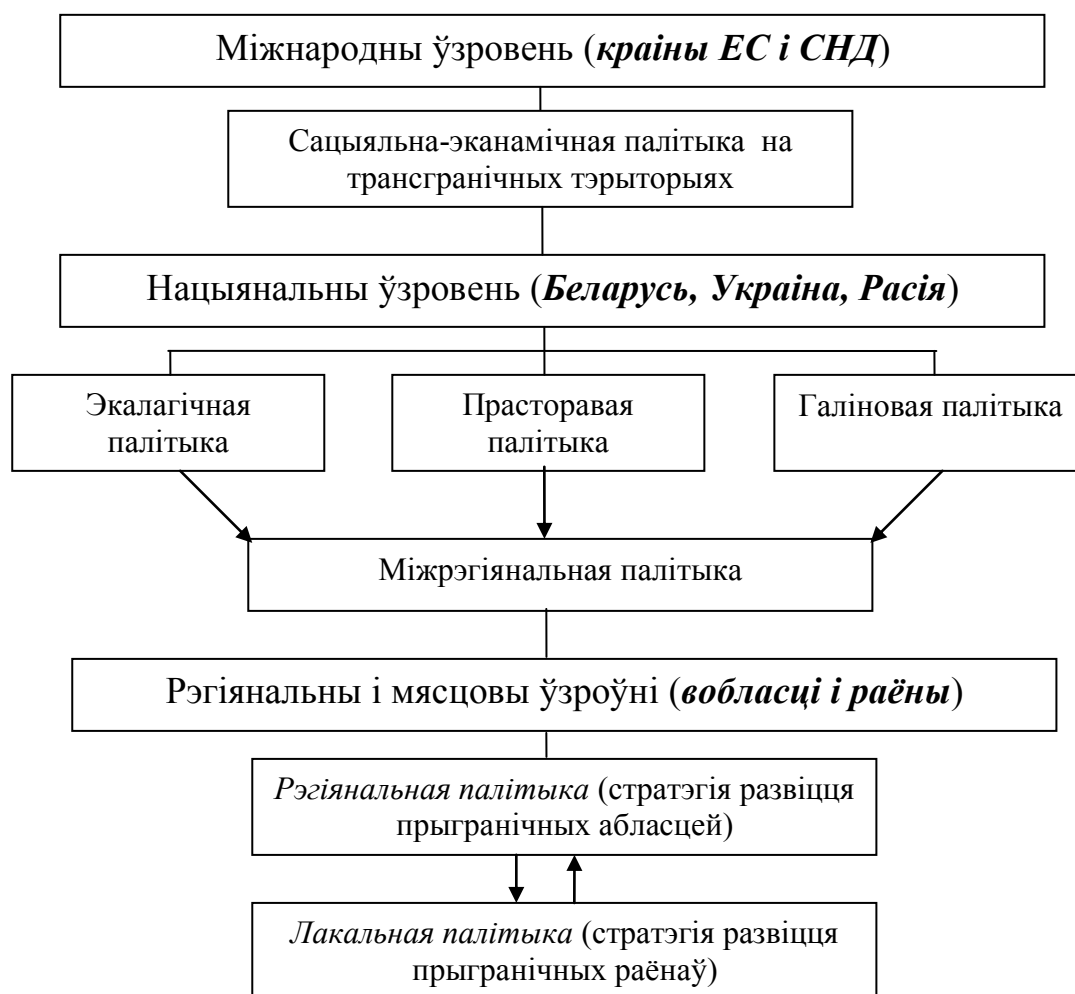 Міжнародны ўзровень (краіны ЕС і СНД)
Сацыяльна-эканамічная палітыка на
трансгранічных тэрыторыях
Нацыянальны ўзровень (Беларусь, Украіна, Расія)
Экалагічная
палітыка
Прасторавая
палітыка
Галіновая палітыка
Міжрэгіянальная палітыка
Рэгіянальны і мясцовы ўзроўні (вобласці і раёны)
Рэгіянальная палітыка (стратэгія развіцця
прыгранічных абласцей)
Лакальная палітыка (стратэгія развіцця
прыгранічных раёнаў)